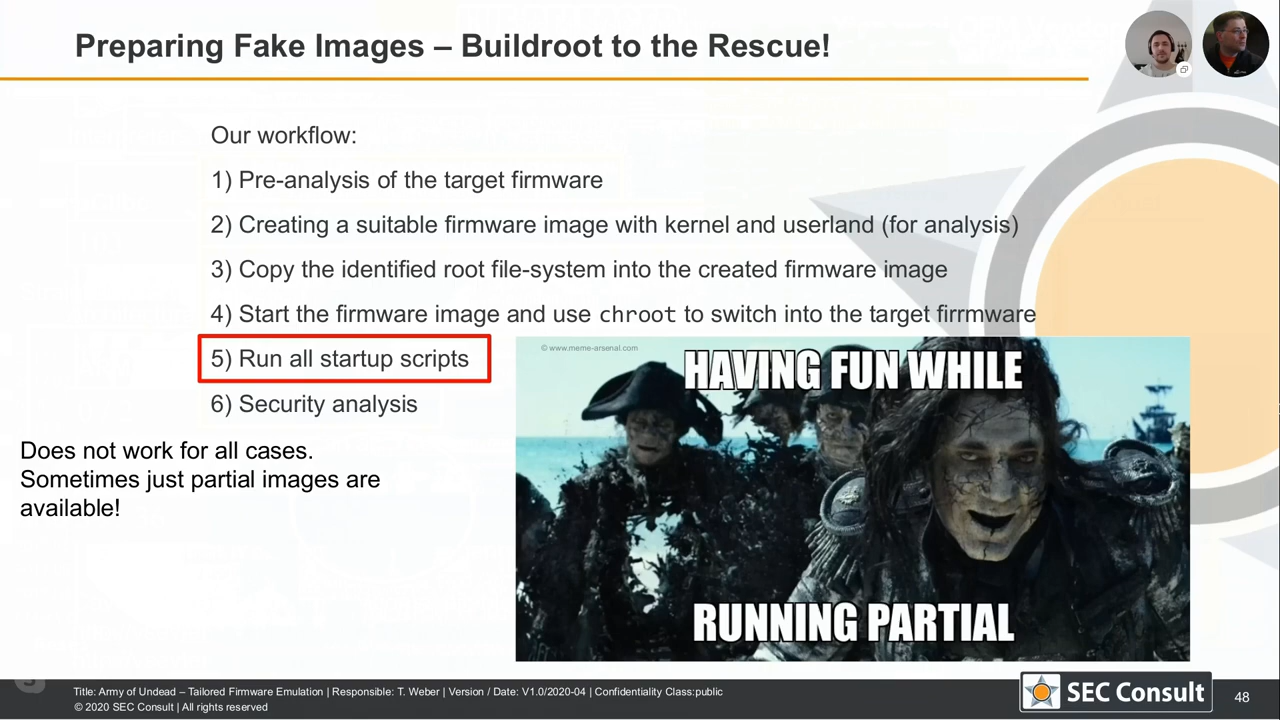 Preparing Fake Images – Buildroot to the Rescue!
Our workflow:
1) Pre-analysis of the target firmware
2) Creating a suitable firmware image with kernel and userland (for analysis)
3) Copy the identified root file-system into the created firmware image
4) Start the firmware image and use chroot to switch into the target firrmware
5) Run all startup scripts
6) Security analysis
Does not work for all cases.
Sometimes just partial images are
available!
© www.meme-arsenal.com
HAVING FUN WHILE
RUNNING PARTIAL
Title: Army of Undead – Tailored Firmware Emulation | Responsible: T. Weber | Version / Date: V1.0/2020-04 | Confidentiality Class:public
© 2020 SEC Consult | All rights reserved
SEC Consult
48